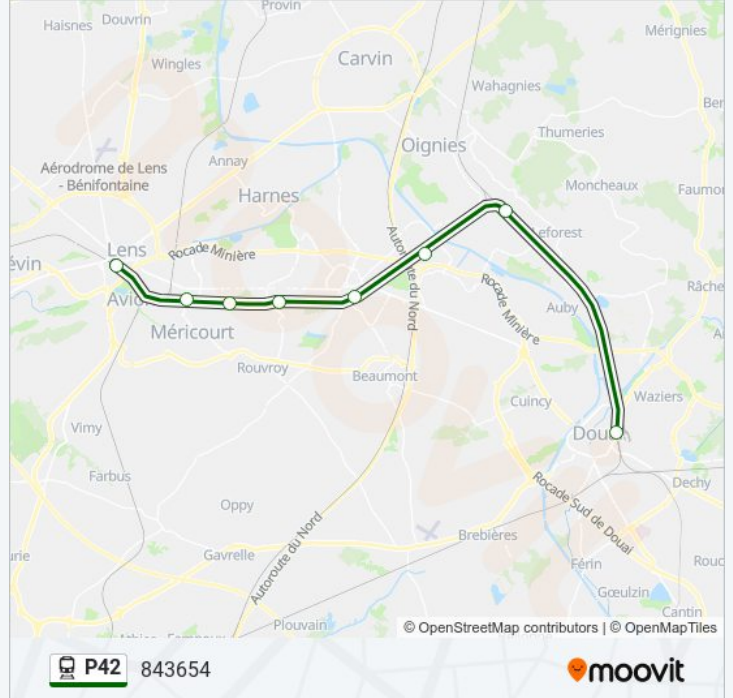 Provin
Haisnes
Douvrin
Mérignies
Carvin
Wingles
Wahagnies
Ber
Thumeries
Oignies
Annay
Aérodrome de Lens
- Bénifontaine
Moncheaux
Faumo
Harnes
Leforest
Lens
Rocade Minière
évin
Autoroute du Nord
Rocade Minière
Râche
Avio
Auby
Méricourt
A
Rouvroy
Beaumont
Waziers
Cuincy
Vimy
Douai
Farbus
Rocade Sud de Douai
Dechy
Oppy
Autoroute du Nord
Brebières
urie
Gavrelle
Férin
Rouc
Gœulzin
Cantin
Plouvain
© OpenStreetMap contributors | © OpenMapTiles
P42 843654
moovit